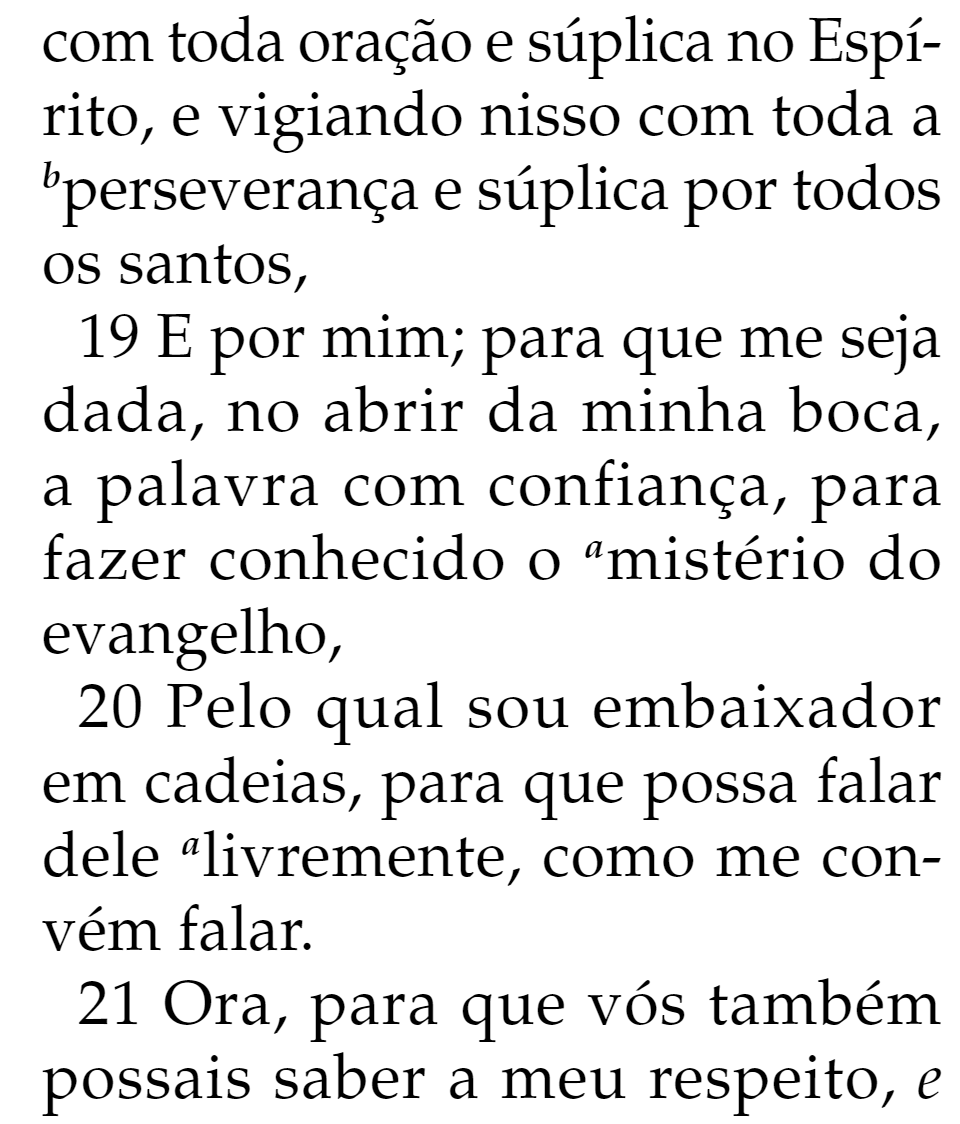 com toda oração e súplica no Espí-
rito, e vigiando nisso com toda a
bperseverança e súplica por todos
os santos,
19 E por mim; para que me seja
dada, no abrir da minha boca,
a palavra com confiança, para
fazer conhecido o amistério do
evangelho,
20 Pelo qual sou embaixador
em cadeias, para que possa falar
dele alivremente, como me con-
vém falar.
21 Ora, para que vós também
possais saber a meu respeito, e